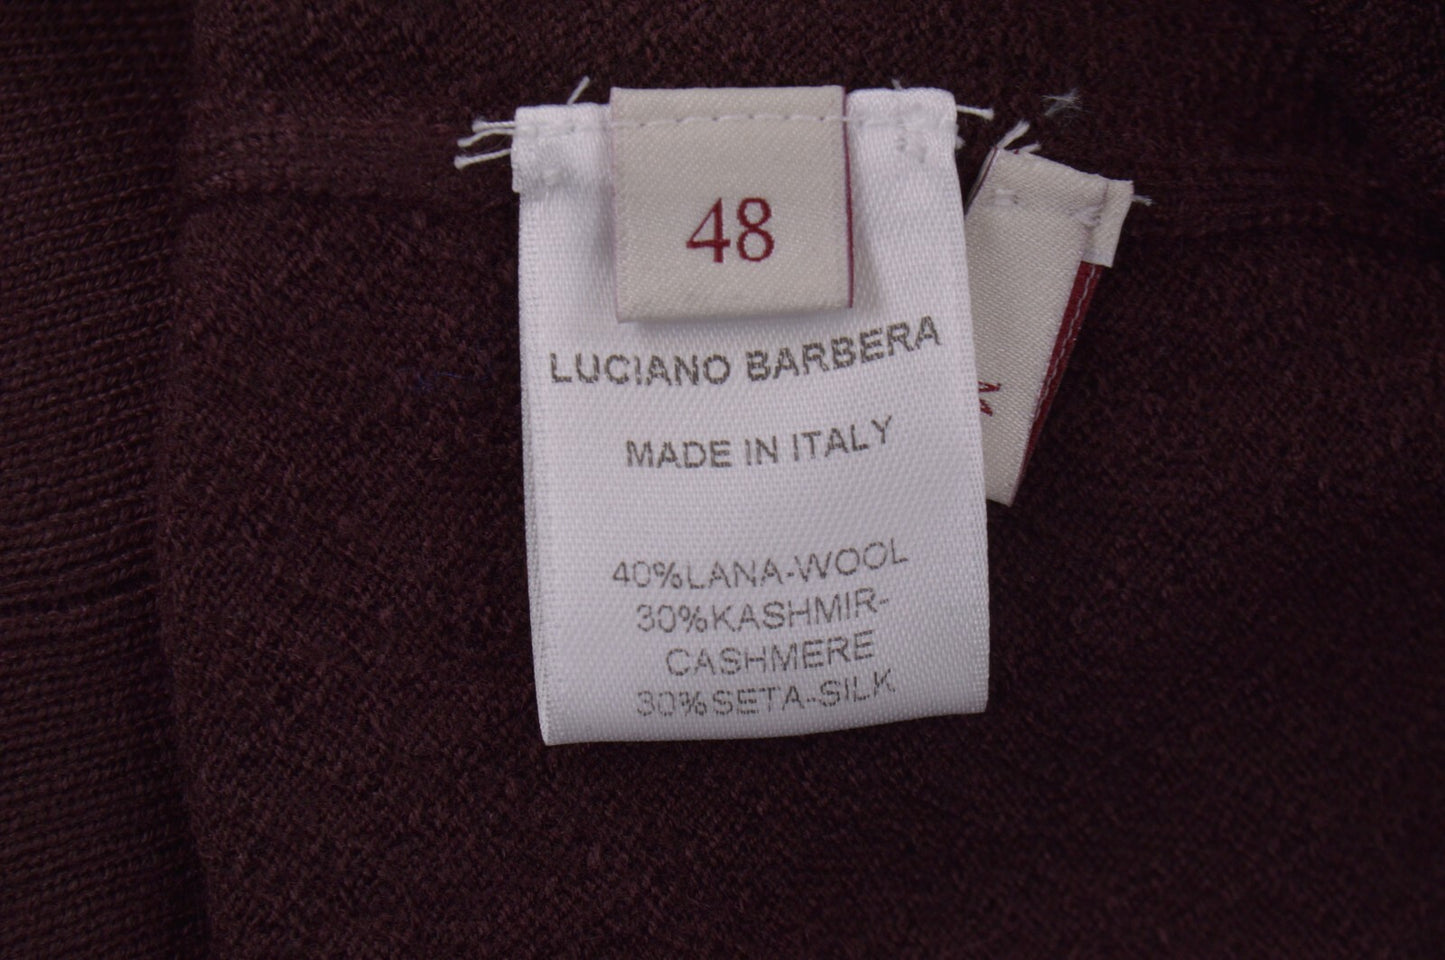 48
LUCIANO BARBERA
MADE IN ITALY
40%LANA-WOOL
30%KASHMIR-
CASHMERE
30%SETA-SILK